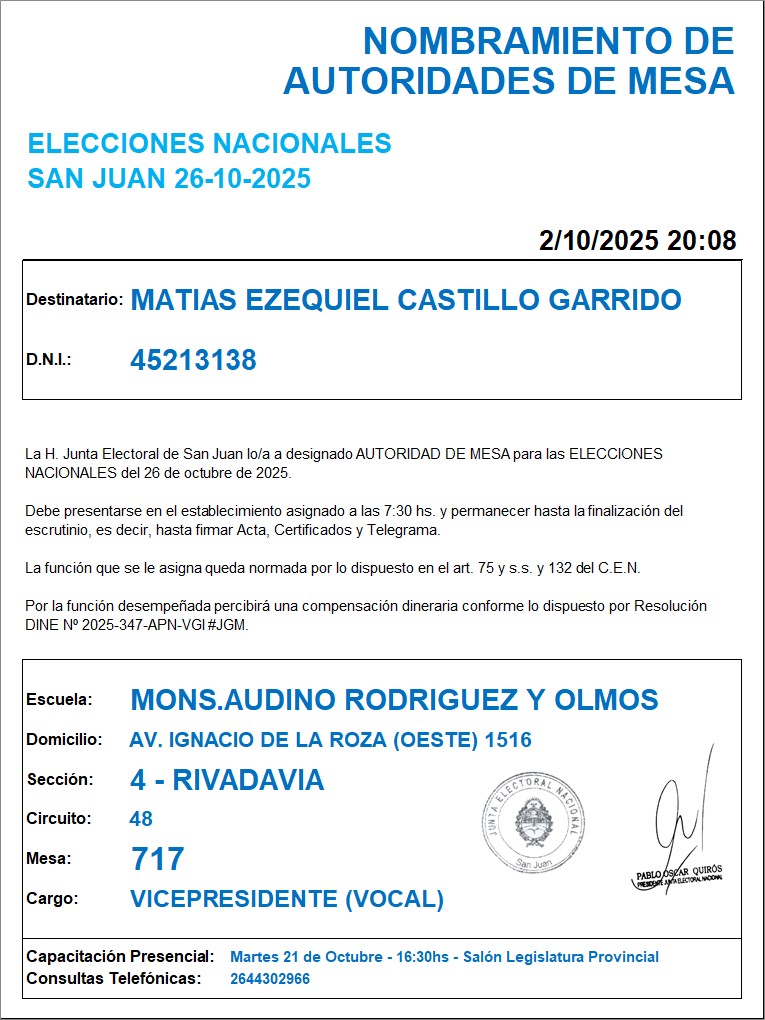 NOMBRAMIENTO DE
AUTORIDADES DE MESA
ELECCIONES NACIONALES
SAN JUAN 26-10-2025
2/10/2025 20:08
Destinatario: MATIAS EZEQUIEL CASTILLO GARRIDO
D.N.I.: 45213138
La H. Junta Electoral de San Juan lo/a a designado AUTORIDAD DE MESA para las ELECCIONES
NACIONALES del 26 de octubre de 2025.
Debe presentarse en el establecimiento asignado a las 7:30 hs. y permanecer hasta la finalización del
escrutinio, es decir, hasta firmar Acta, Certificados y Telegrama.
La función que se le asigna queda normada por lo dispuesto en el art. 75 y s.s. y 132 del C.E.N.
Por la función desempeñada percibirá una compensación dineraria conforme lo dispuesto por Resolución
DINE Nº 2025-347-APN-VGI#JGM.
Escuela: MONS.AUDINO RODRIGUEZ Y OLMOS
Domicilio: AV. IGNACIO DE LA ROZA (OESTE) 1516
Sección: 4 - RIVADAVIA
Circuito: 48
Mesa: 717
Cargo: VICEPRESIDENTE (VOCAL)
JUNTA ELECTORAL NACIONAL
San Juan
PABLO OSCAR QUIRÓS
PRESIDENTE JUNTA ELECTORAL NACIONAL
Capacitación Presencial: Martes 21 de Octubre - 16:30hs - Salón Legislatura Provincial
Consultas Telefónicas: 2644302966